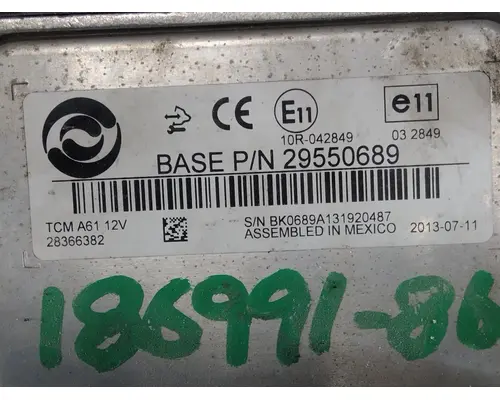 CE E11 e11
10R-042849 03 2849
BASE P/N 29550689
TCM A61 12V S/N BK0689A131920487
28366382 ASSEMBLED IN MEXICO 2013-07-11
186991-86